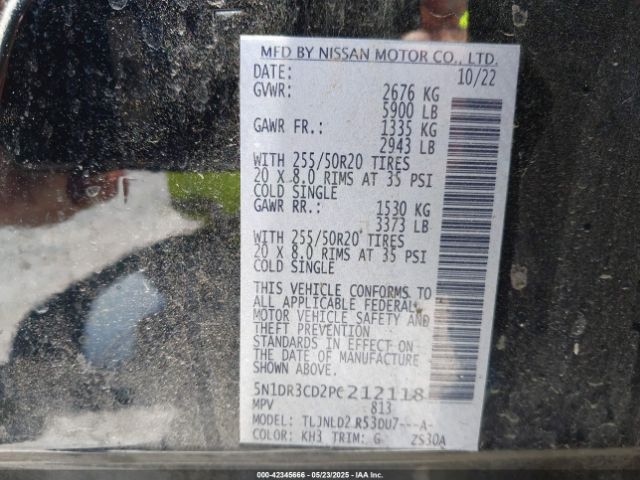 MFD BY NISSAN MOTOR CO., LTD.
DATE: 10/22
GVWR: 2676 KG
5900 LB
GAWR FR.: 1335 KG
2943 LB
WITH 255/50R20 TIRES
20 X 8.0 RIMS AT 35 PSI
COLD SINGLE
GAWR RR.: 1530 KG
3373 LB
WITH 255/50R20 TIRES
20 X 8.0 RIMS AT 35 PSI
COLD SINGLE
THIS VEHICLE CONFORMS TO
ALL APPLICABLE FEDERAL
MOTOR VEHICLE SAFETY AND
THEFT PREVENTION
STANDARDS IN EFFECT ON
THE DATE OF MANUFACTURE
SHOWN ABOVE.
5N1DR3CD2PC212118
MPV 813
MODEL: TLJNLD2 R53DU7---A-
COLOR: KH3 TRIM: G ZS30A
000-42345666 - 05/23/2025 - IAAI.COM